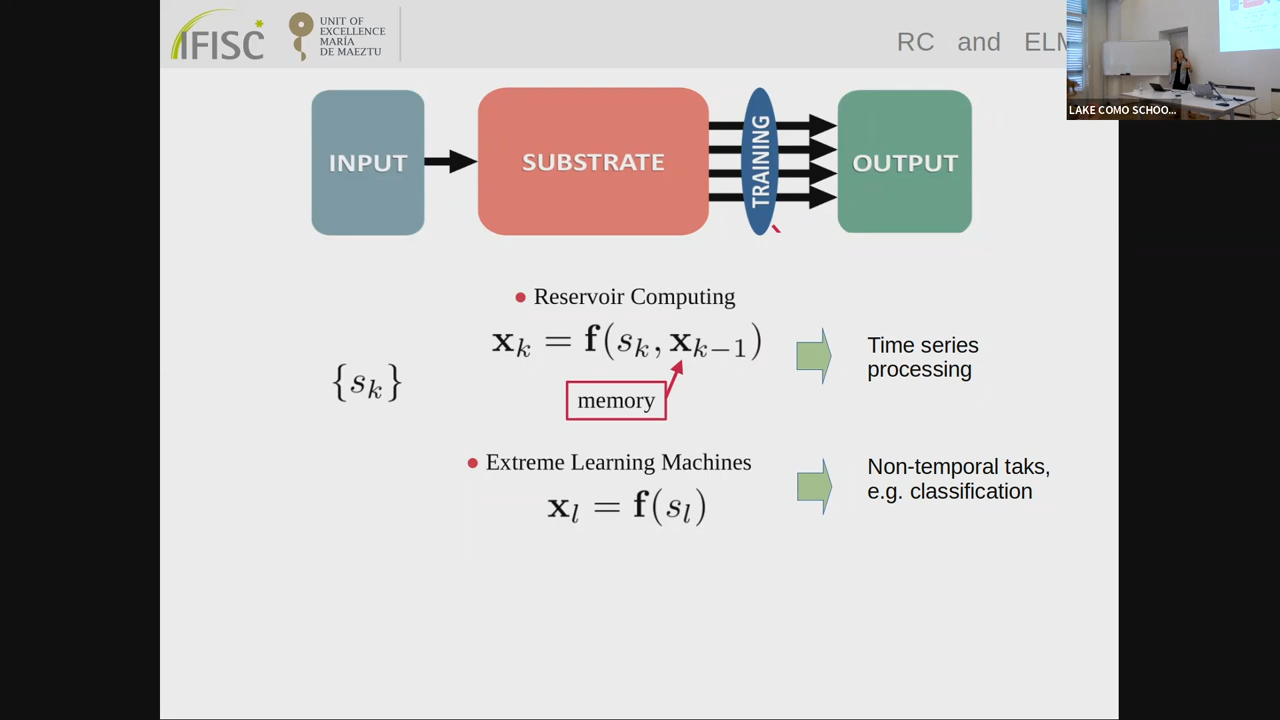 IFISC
UNIT OF
EXCELLENCE
MARÍA
DE MAEZTU
RC and ELM
LAKE COMO SCHOO...
INPUT
SUBSTRATE
TRAINING
OUTPUT
• Reservoir Computing
x_k = f(s_k, x_{k−1})
Time series
processing
{s_k}
memory
• Extreme Learning Machines
x_l = f(s_l)
Non-temporal taks,
e.g. classification